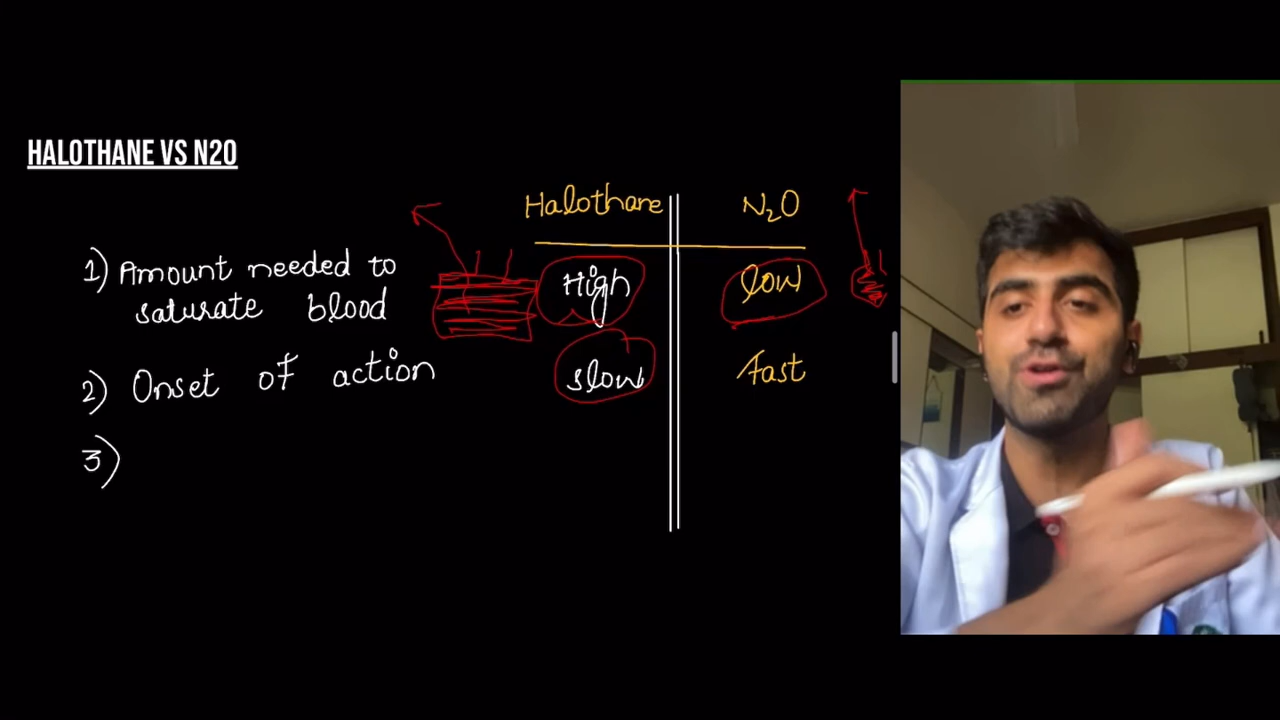 HALOTHANE VS N2O
Halothane N₂O
1) Amount needed to
saturate blood
High low
2) Onset of action slow Fast
3)